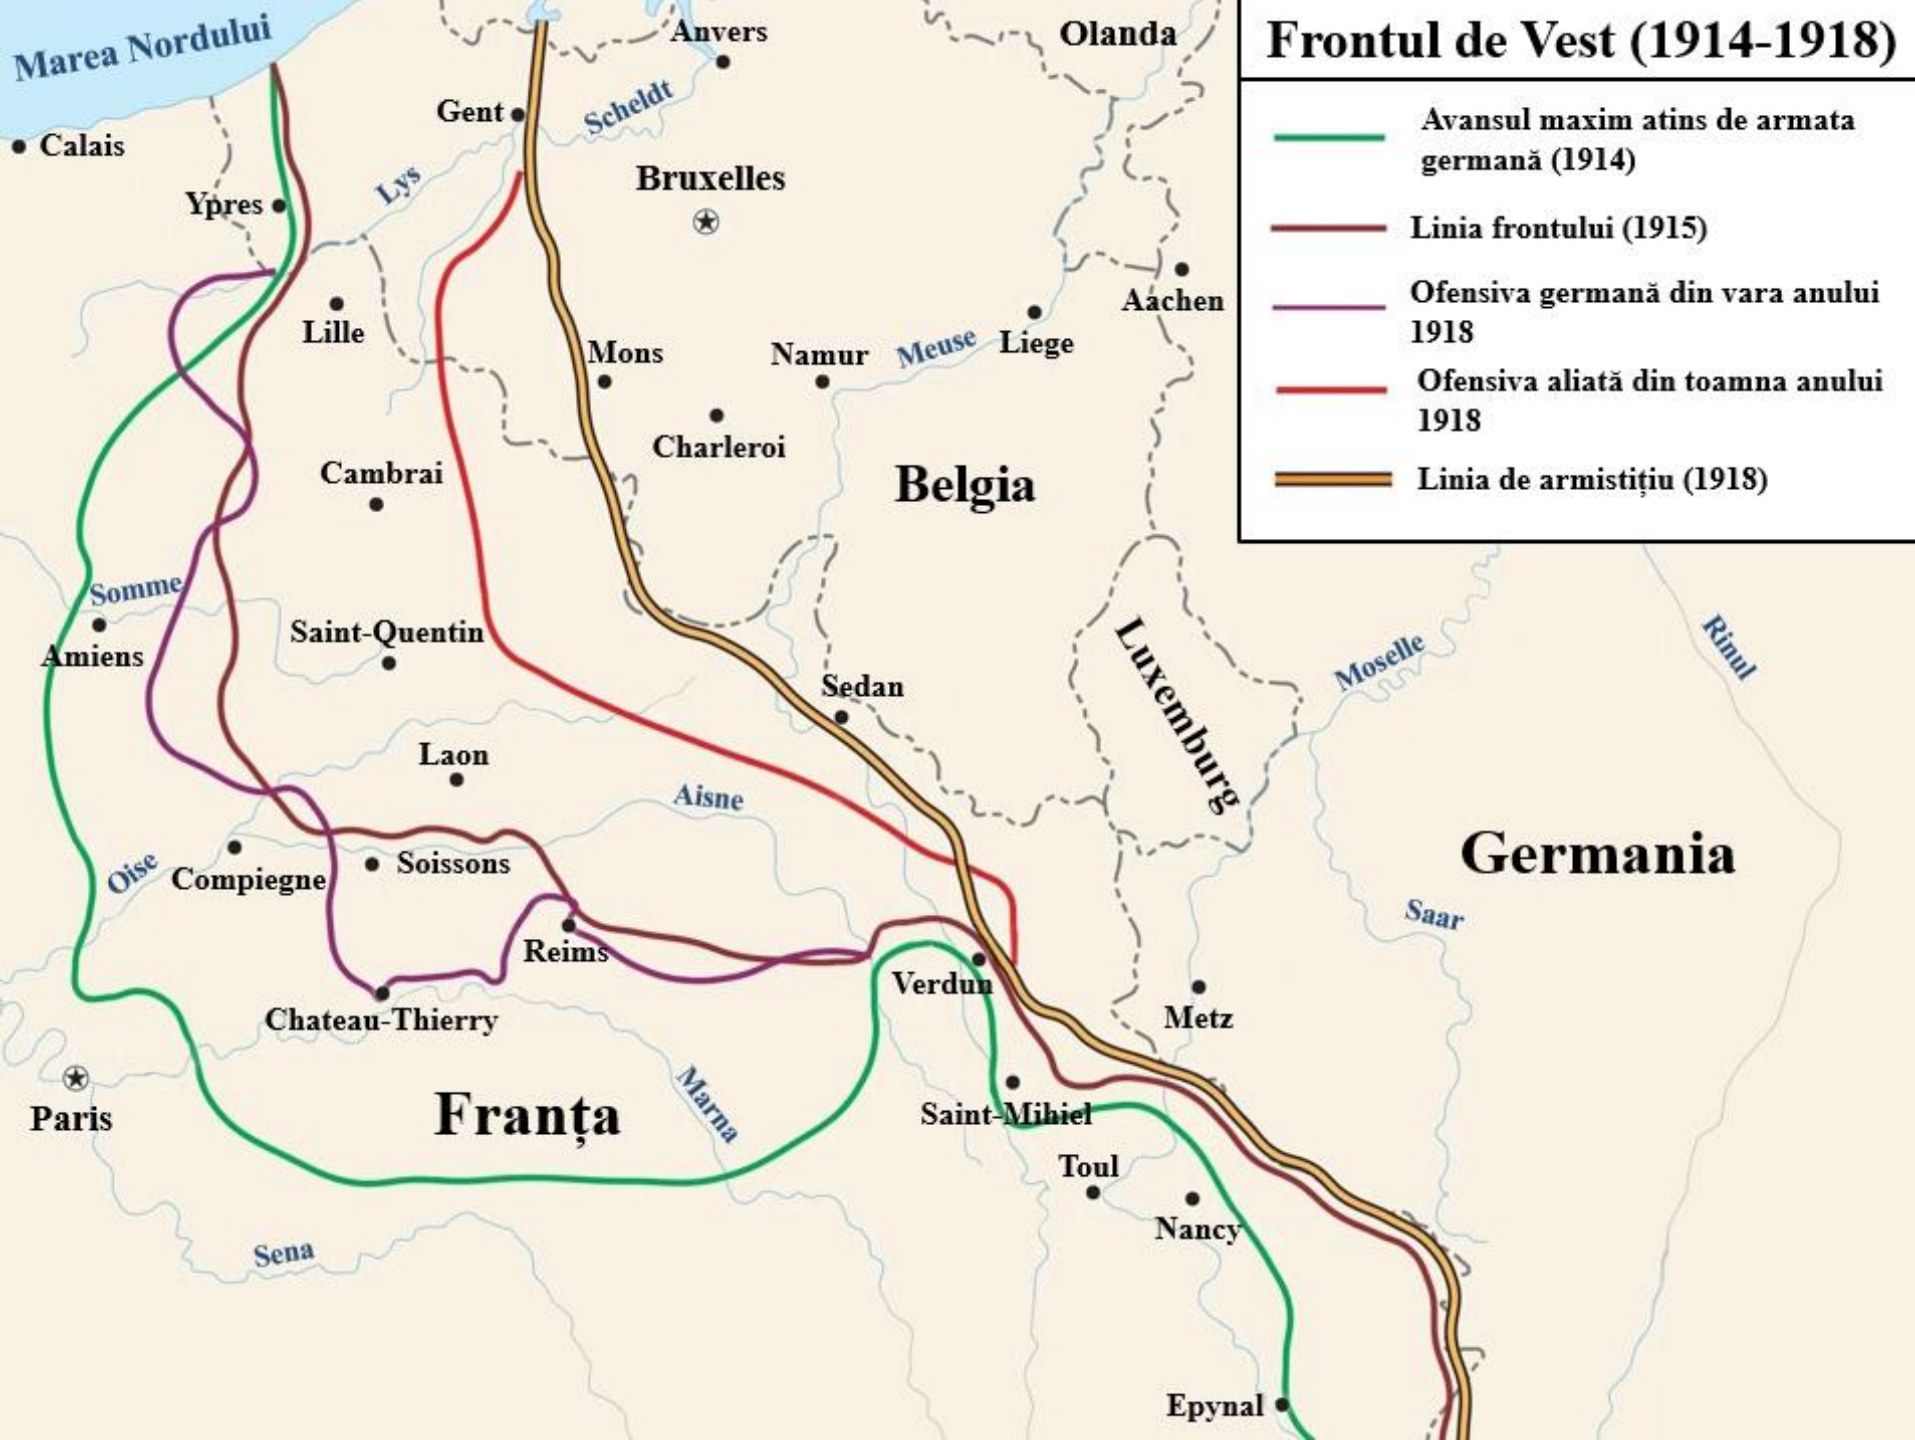 Frontul de Vest (1914-1918)
Avansul maxim atins de armata
germană (1914)
Linia frontului (1915)
Ofensiva germană din vara anului
1918
Ofensiva aliată din toamna anului
1918
Linia de armistițiu (1918)
Marea Nordului
Anvers
Olanda
Gent
Scheldt
Calais
Lys
Bruxelles
Ypres
Aachen
Lille
Mons
Namur
Meuse
Liege
Charleroi
Cambrai
Belgia
Somme
Saint-Quentin
Amiens
Luxemburg
Moselle
Rinul
Sedan
Laon
Aisne
Germania
Oise
Compiegne
Soissons
Saar
Reims
Verdun
Chateau-Thierry
Metz
Paris
Franța
Marna
Saint-Mihiel
Toul
Nancy
Sena
Epynal